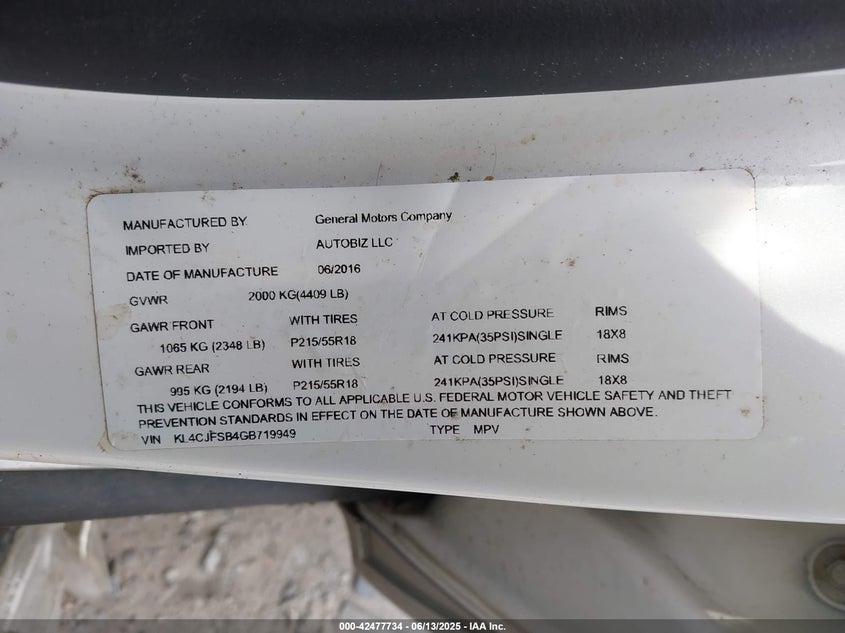 MANUFACTURED BY General Motors Company
IMPORTED BY AUTOBIZ LLC
DATE OF MANUFACTURE 06/2016
GVWR 2000 KG(4409 LB)
GAWR FRONT WITH TIRES AT COLD PRESSURE RIMS
1065 KG (2348 LB) P215/55R18 241KPA(35PSI)SINGLE 18X8
GAWR REAR WITH TIRES AT COLD PRESSURE RIMS
995 KG (2194 LB) P215/55R18 241KPA(35PSI)SINGLE 18X8
THIS VEHICLE CONFORMS TO ALL APPLICABLE U.S. FEDERAL MOTOR VEHICLE SAFETY AND THEFT
PREVENTION STANDARDS IN EFFECT ON THE DATE OF MANUFACTURE SHOWN ABOVE.
VIN KL4CJFSB4GB719949 TYPE MPV
000-42477734 - 06/13/2025 - IAA Inc.